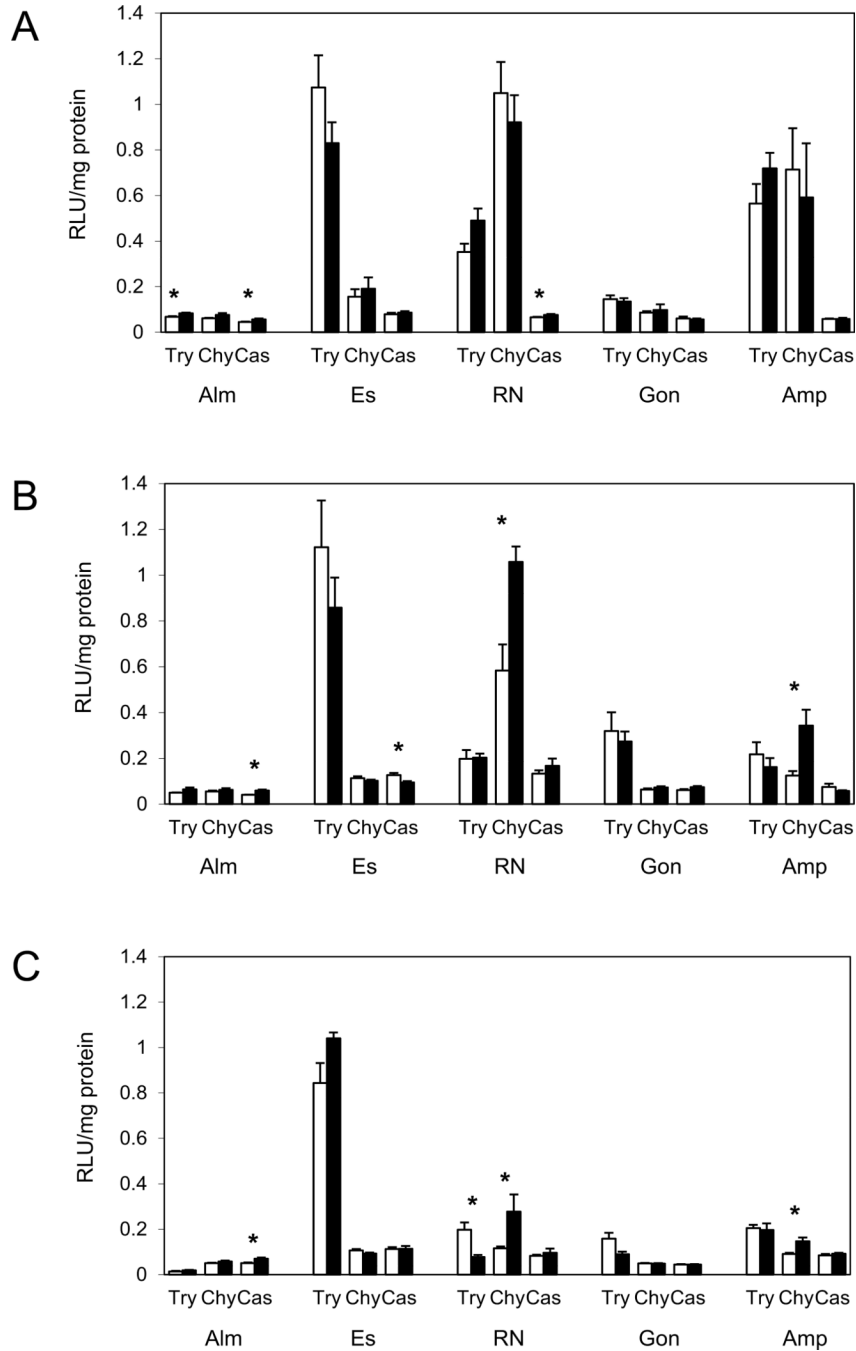 A
RLU/mg protein
1.4
1.2
1
0.8
0.6
0.4
0.2
0
* * *
Try ChyCas Try ChyCas Try ChyCas Try ChyCas Try ChyCas
Alm Es RN Gon Amp
B
RLU/mg protein
1.4
1.2
1
0.8
0.6
0.4
0.2
0
* * * *
Try ChyCas Try ChyCas Try ChyCas Try ChyCas Try ChyCas
Alm Es RN Gon Amp
C
RLU/mg protein
1.4
1.2
1
0.8
0.6
0.4
0.2
0
* * * *
Try ChyCas Try ChyCas Try ChyCas Try ChyCas Try ChyCas
Alm Es RN Gon Amp